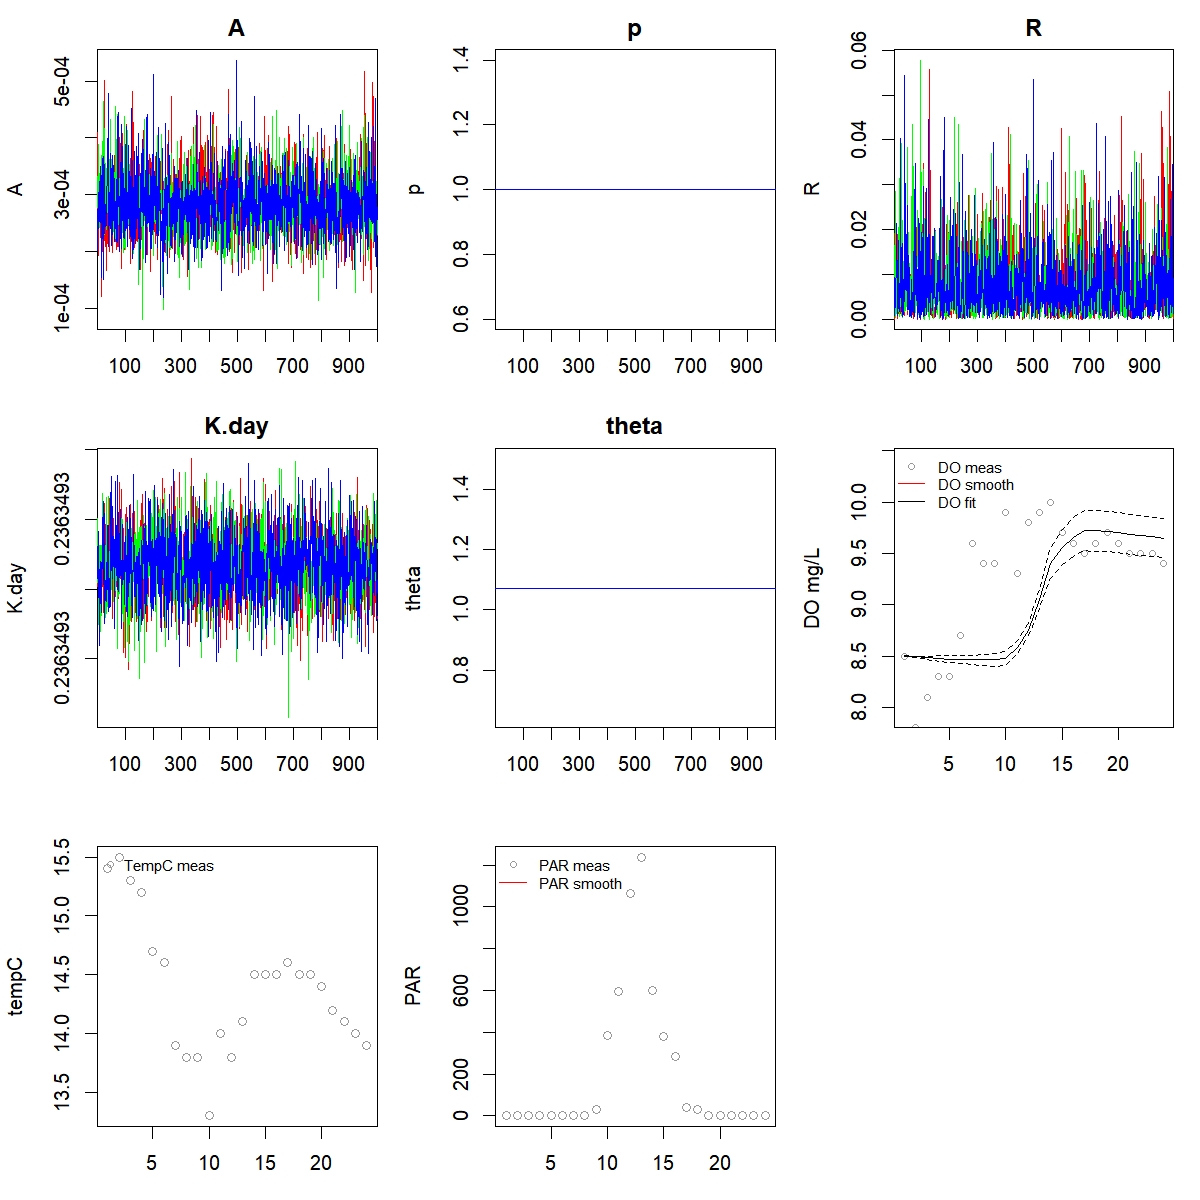 A
5e-04
3e-04
1e-04
A
100 300 500 700 900
p
1.4
1.2
1.0
0.8
0.6
p
100 300 500 700 900
R
0.06
0.04
0.02
0.00
R
100 300 500 700 900
K.day
0.2363493
0.2363493
K.day
100 300 500 700 900
theta
1.4
1.2
1.0
0.8
theta
100 300 500 700 900
DO meas
DO smooth
DO fit
10.0
9.5
9.0
8.5
8.0
DO mg/L
5 10 15 20
TempC meas
15.5
15.0
14.5
14.0
13.5
tempC
5 10 15 20
PAR meas
PAR smooth
1000
600
200
0
PAR
5 10 15 20